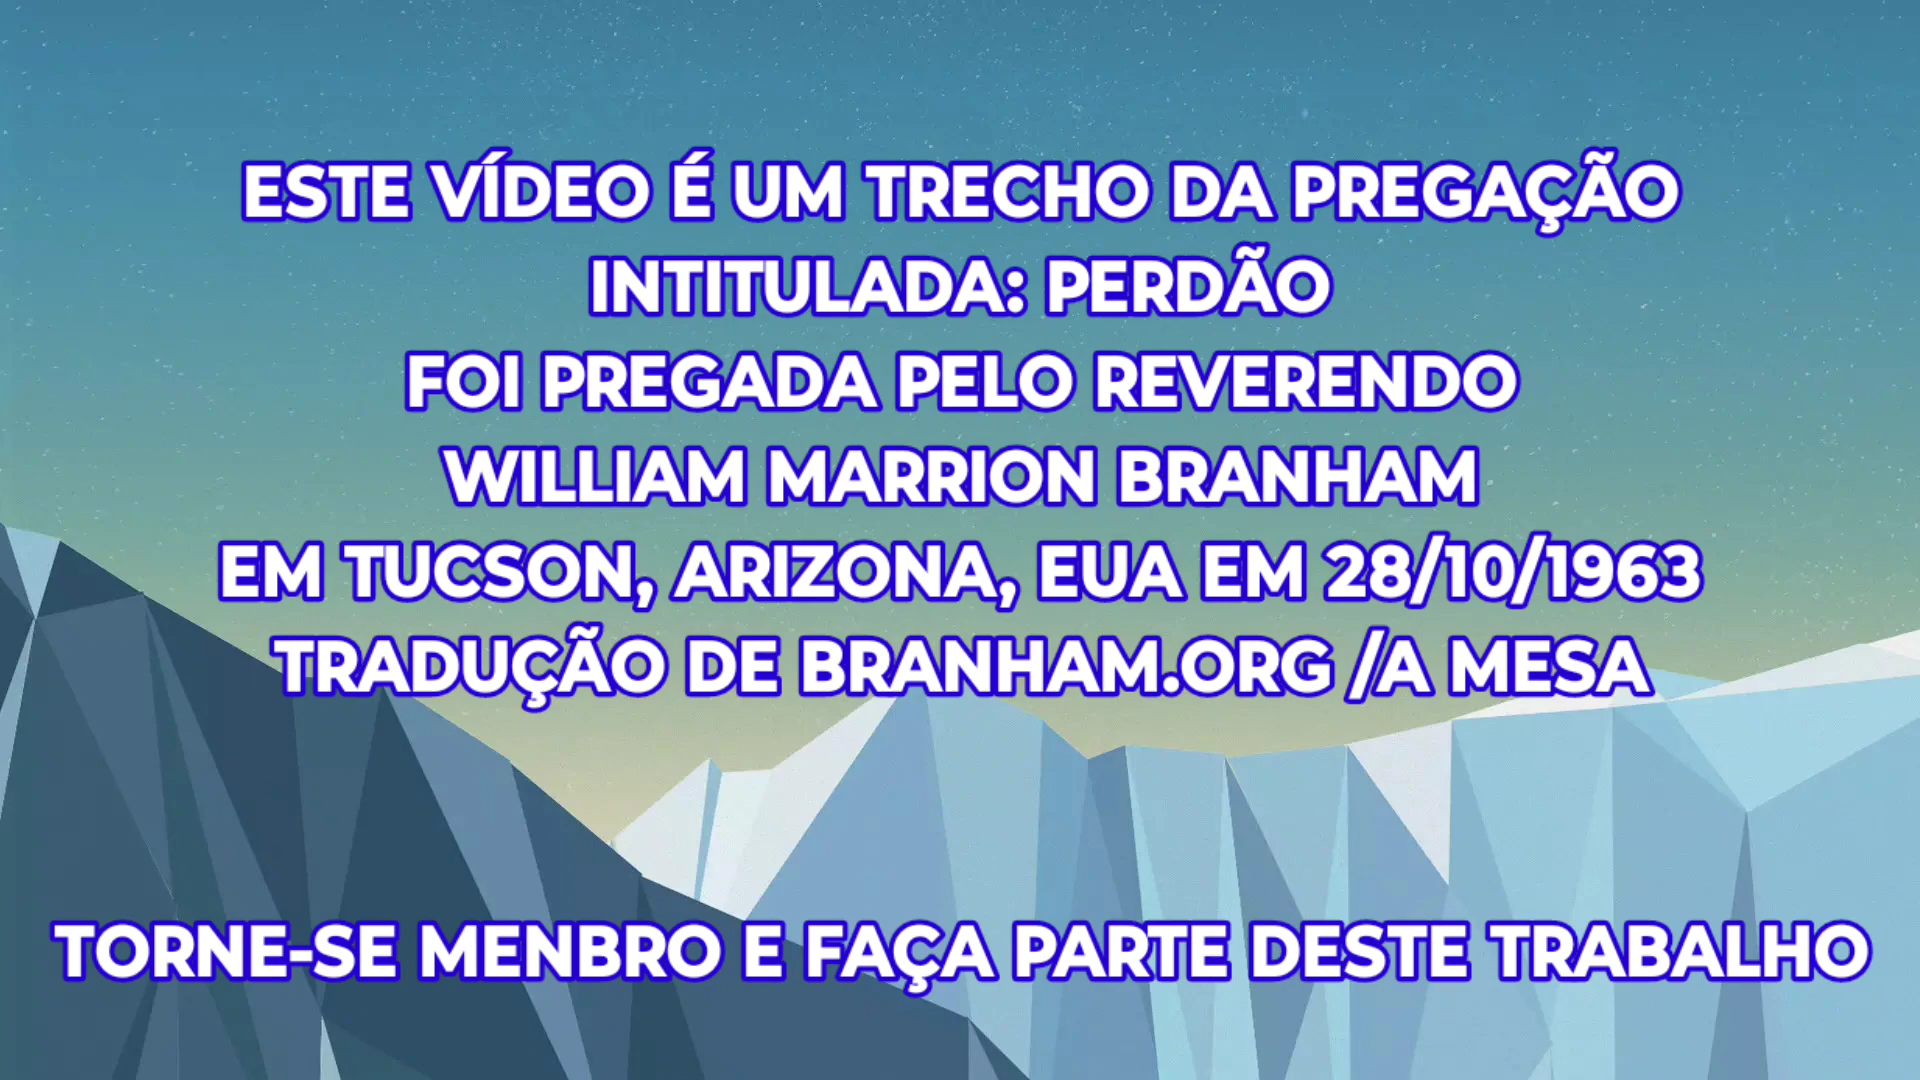 ESTE VÍDEO É UM TRECHO DA PREGAÇÃO
INTITULADA: PERDÃO
FOI PREGADA PELO REVERENDO
WILLIAM MARRION BRANHAM
EM TUCSON, ARIZONA, EUA EM 28/10/1963
TRADUÇÃO DE BRANHAM.ORG /A MESA
TORNE-SE MENBRO E FAÇA PARTE DESTE TRABALHO